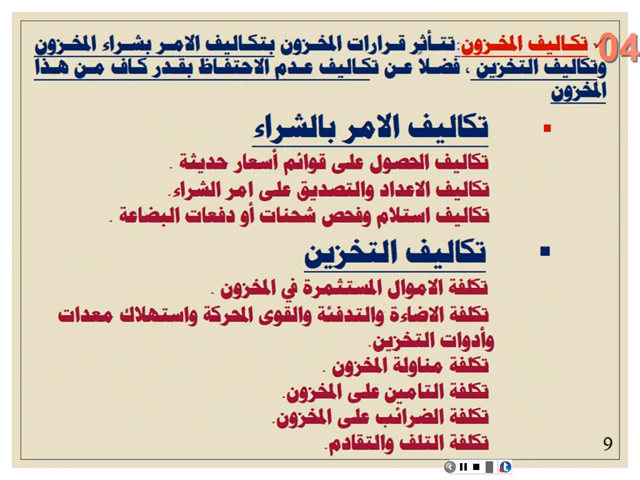 04
تكاليف المخزون: تتأثر قرارات المخزون بتكاليف الامر بشراء المخزون
وتكاليف التخزين ، فضلا عن تكاليف عدم الاحتفاظ بقدر كاف من هذا
المخزون
تكاليف الامر بالشراء
تكاليف الحصول على قوائم أسعار حديثة .
تكاليف الاعداد والتصديق على امر الشراء.
تكاليف استلام وفحص شحنات أو دفعات البضاعة .
تكاليف التخزين
تكلفة الاموال المستثمرة في المخزون .
تكلفة الاضاءة والتدفئة والقوى المحركة واستهلاك معدات
وأدوات التخزين.
تكلفة مناولة المخزون .
تكلفة التامين على المخزون.
تكلفة الضرائب على المخزون.
تكلفة التلف والتقادم.
9